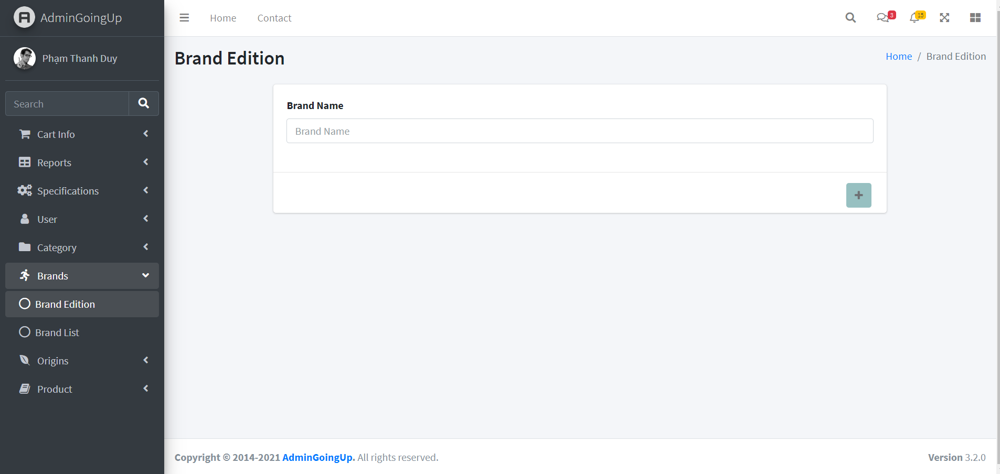 AdminGoingUp
Phạm Thanh Duy
Search
Cart Info
Reports
Specifications
User
Category
Brands
Brand Edition
Brand List
Origins
Product
Home
Contact
3
15
Brand Edition
Home / Brand Edition
Brand Name
Brand Name
Copyright © 2014-2021 AdminGoingUp. All rights reserved.
Version 3.2.0